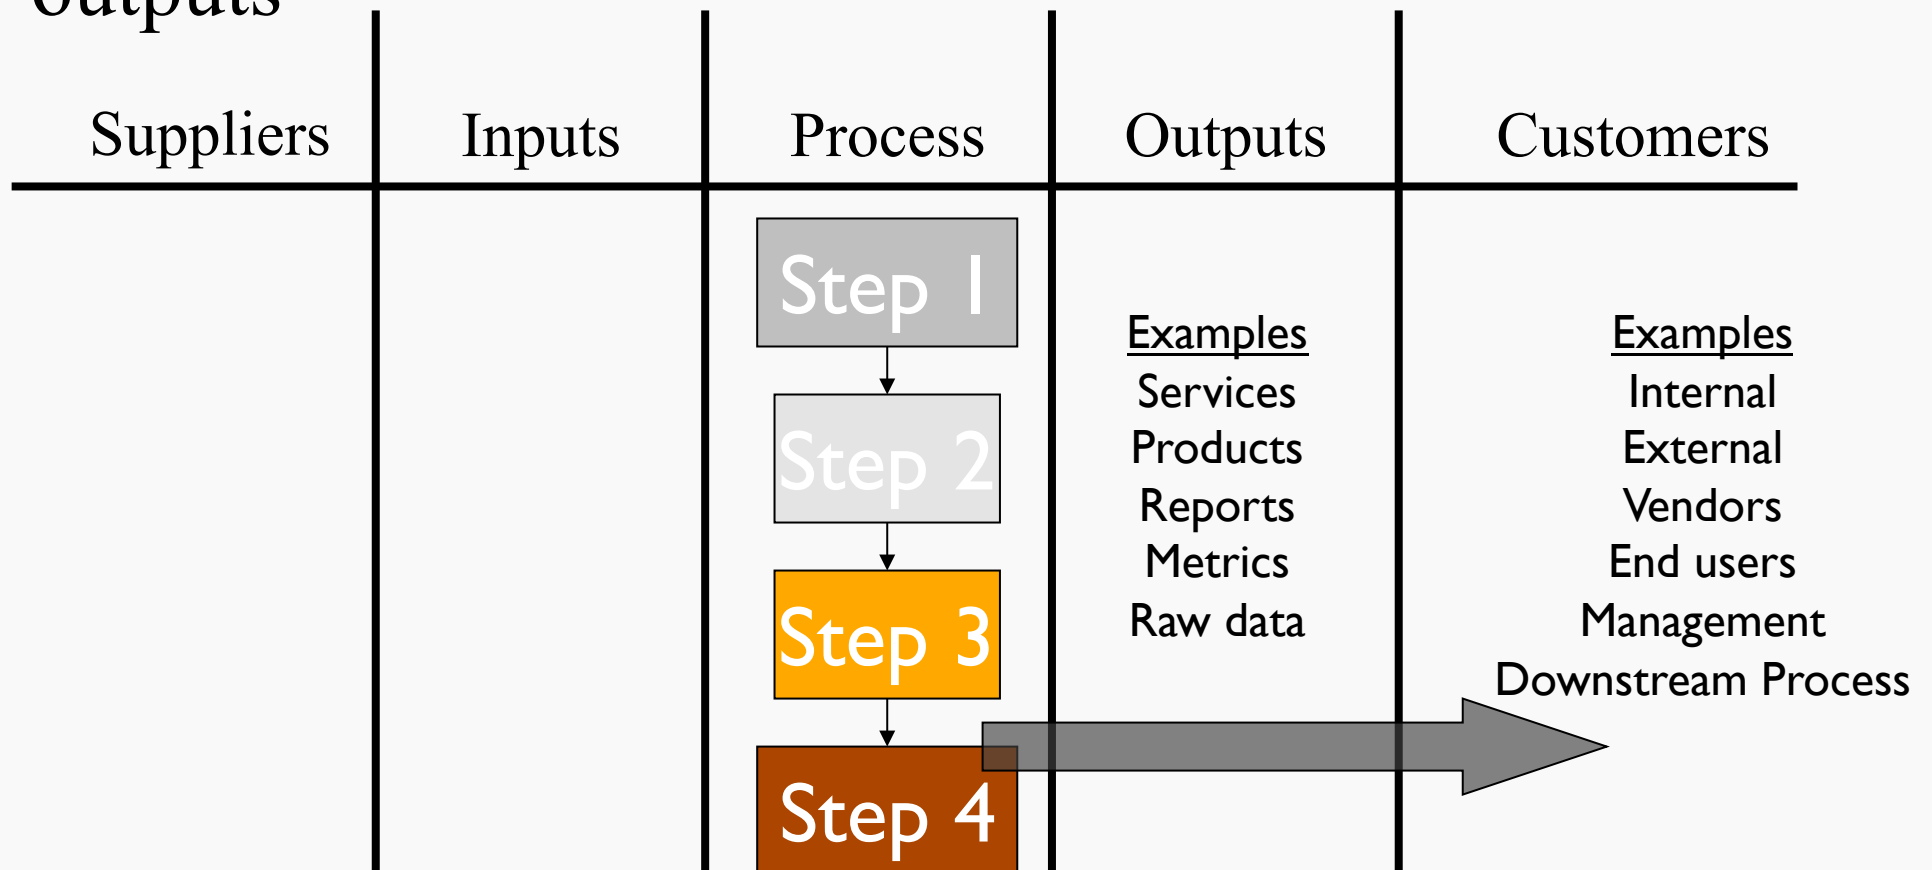 outputs
Suppliers
Inputs
Process
Outputs
Customers
Step 1
Step 2
Step 3
Step 4
Examples
Services
Products
Reports
Metrics
Raw data
Examples
Internal
External
Vendors
End users
Management
Downstream Process